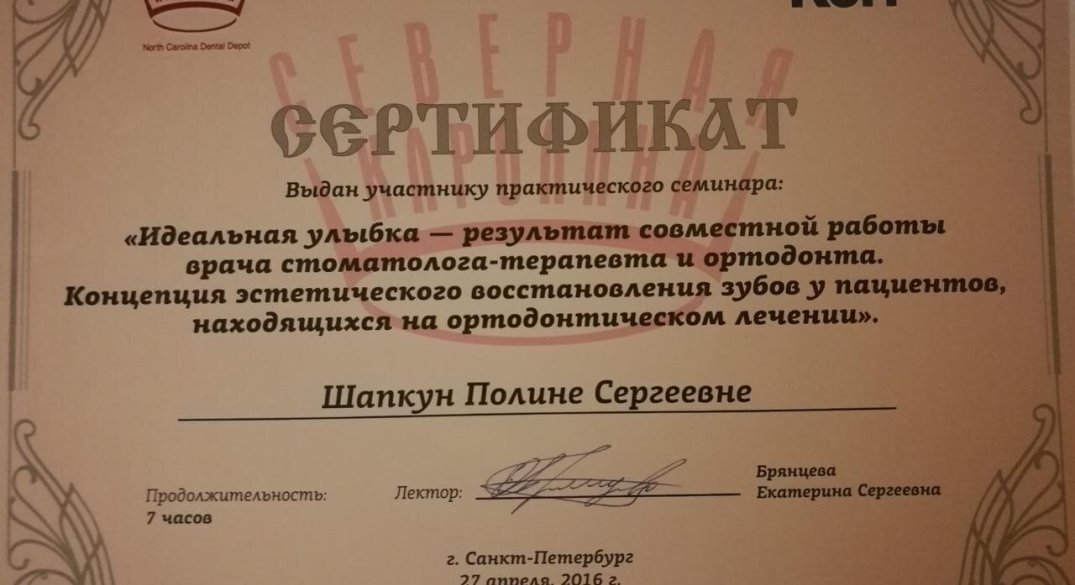 North Carolina Dental Depot
СЕВЕРНАЯ
КАРОЛИНА
СЕРТИФИКАТ
Выдан участнику практического семинара:
«Идеальная улыбка — результат совместной работы
врача стоматолога-терапевта и ортодонта.
Концепция эстетического восстановления зубов у пациентов,
находящихся на ортодонтическом лечении».
Шапкун Полине Сергеевне
Продолжительность:
7 часов
Лектор:
Брянцева
Екатерина Сергеевна
г. Санкт-Петербург
27 апреля, 2016 г.